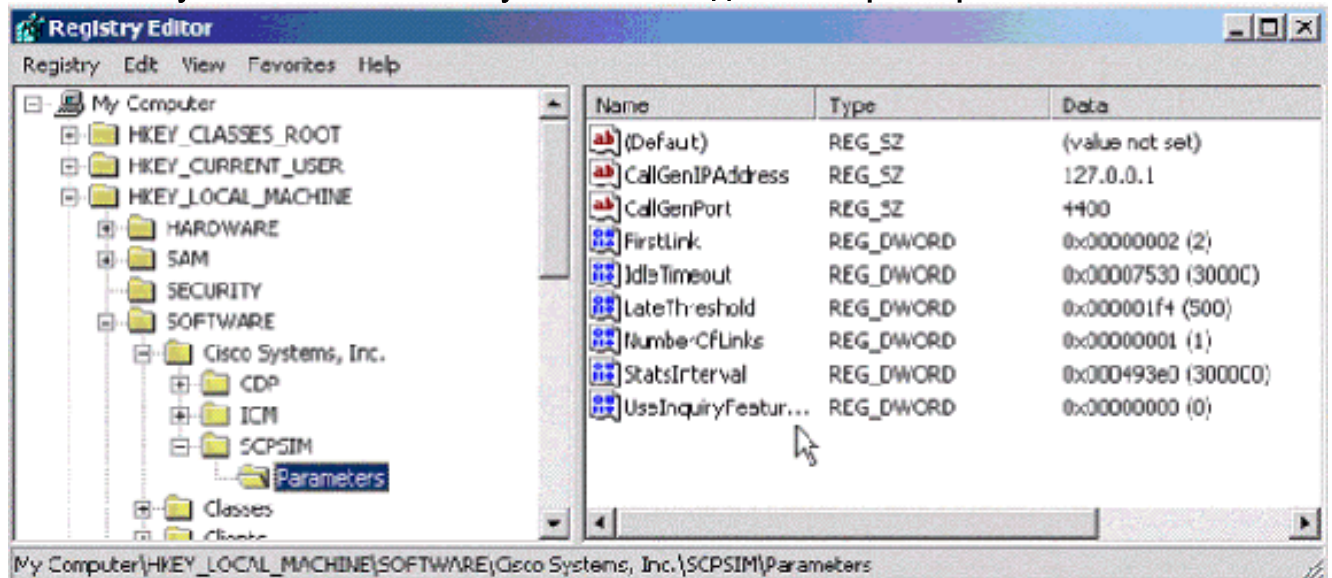 Registry Editor
Registry Edit View Favorites Help
My Computer
HKEY_CLASSES_ROOT
HKEY_CURRENT_USER
HKEY_LOCAL_MACHINE
HARDWARE
SAM
SECURITY
SOFTWARE
Cisco Systems, Inc.
CDP
ICM
SCPSIM
Parameters
Classes
Clients
Name Type Data
(Default) REG_SZ (value not set)
CallGenIPAddress REG_SZ 127.0.0.1
CallGenPort REG_SZ 4400
FirstLink REG_DWORD 0x00000002 (2)
IdleTimeout REG_DWORD 0x00007530 (30000)
LateThreshold REG_DWORD 0x000001f4 (500)
NumberOfLinks REG_DWORD 0x00000001 (1)
StatsInterval REG_DWORD 0x000493e0 (300000)
UseInquiryFeatur... REG_DWORD 0x00000000 (0)
My Computer\HKEY_LOCAL_MACHINE\SOFTWARE\Cisco Systems, Inc.\SCPSIM\Parameters